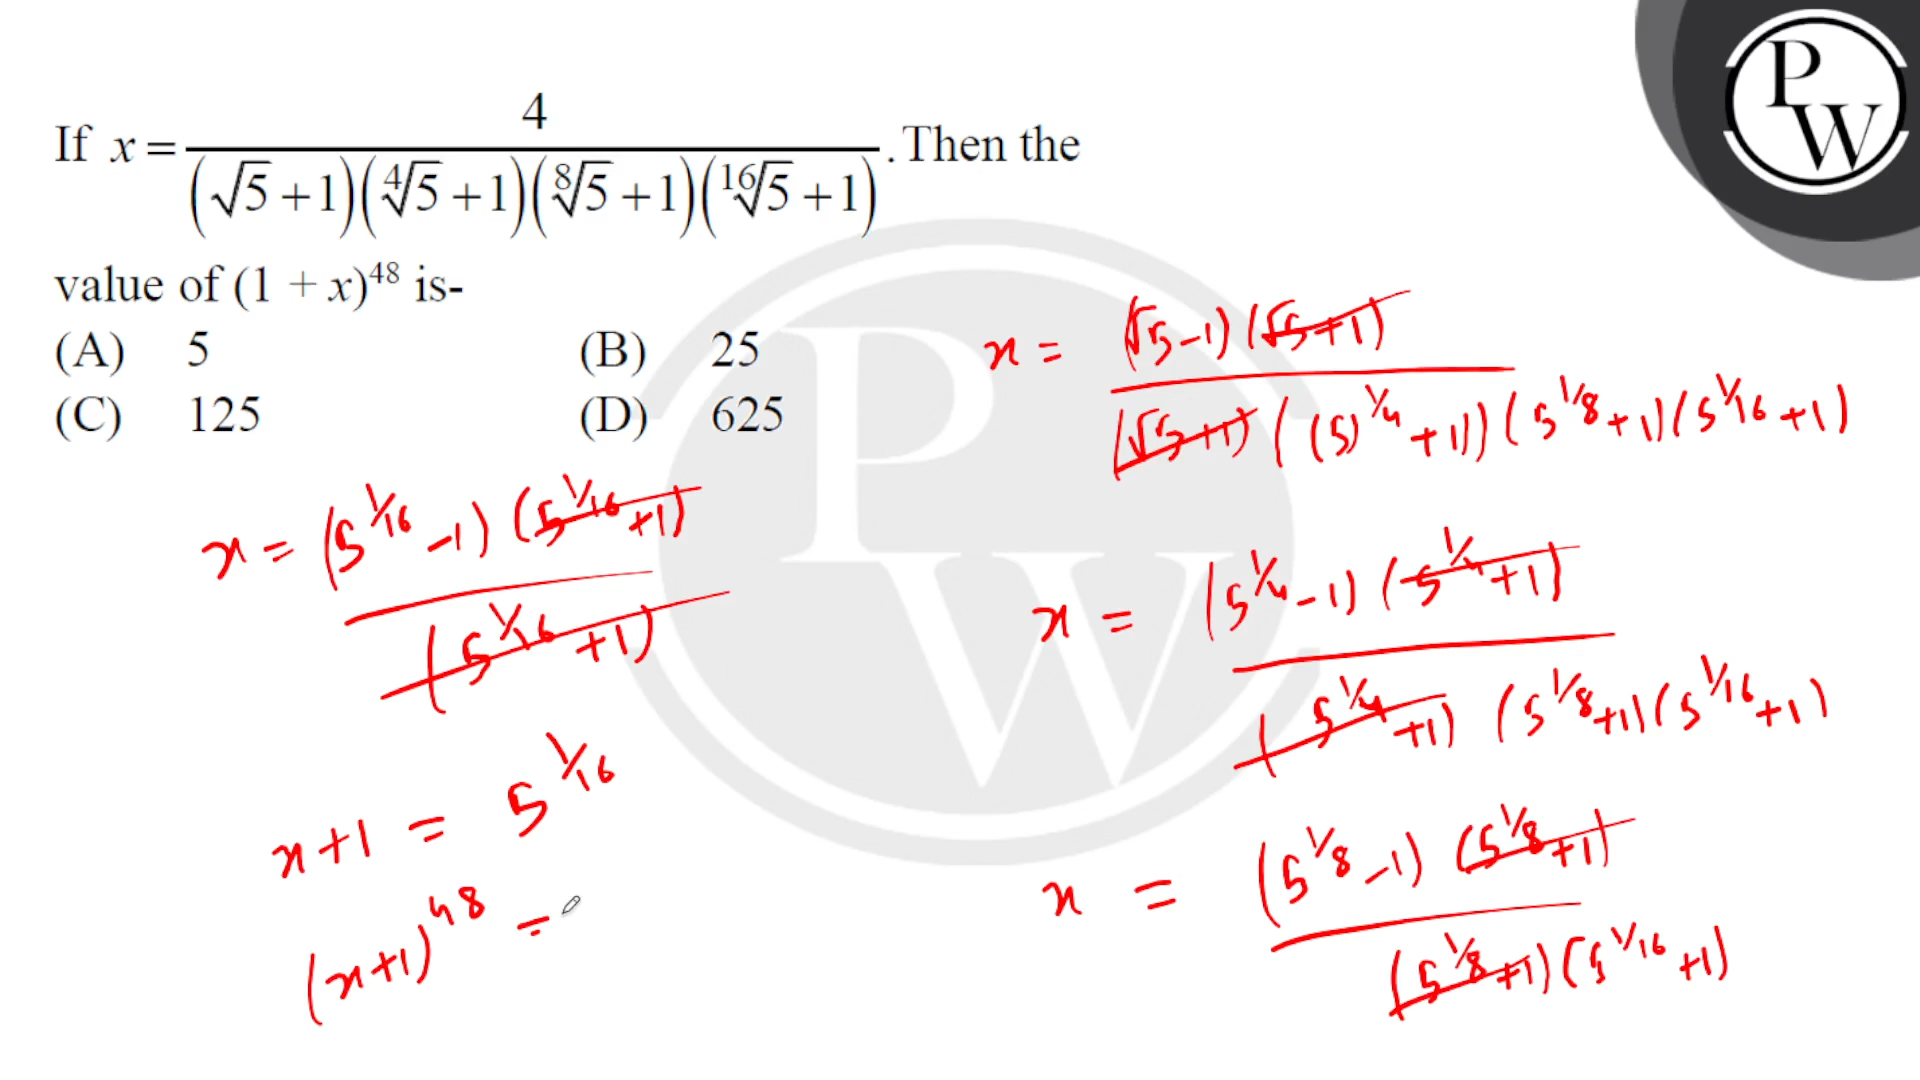 If x = 4 / ((√5 + 1)(∜5 + 1)(⁸√5 + 1)(¹⁶√5 + 1)). Then the
value of (1 + x)⁴⁸ is-
(A) 5 (B) 25
(C) 125 (D) 625
x = (√5 - 1)(√5 + 1) / ((√5 + 1)((5)^1/4 + 1))(5^1/8 + 1)(5^1/16 + 1)
x = (5^1/4 - 1)(5^1/4 + 1) / (5^1/4 + 1)(5^1/8 + 1)(5^1/16 + 1)
x = (5^1/8 - 1)(5^1/8 + 1) / (5^1/8 + 1)(5^1/16 + 1)
x = (5^1/16 - 1)(5^1/16 + 1) / (5^1/16 + 1)
x + 1 = 5^1/16
(x + 1)^48 =
P W
P W